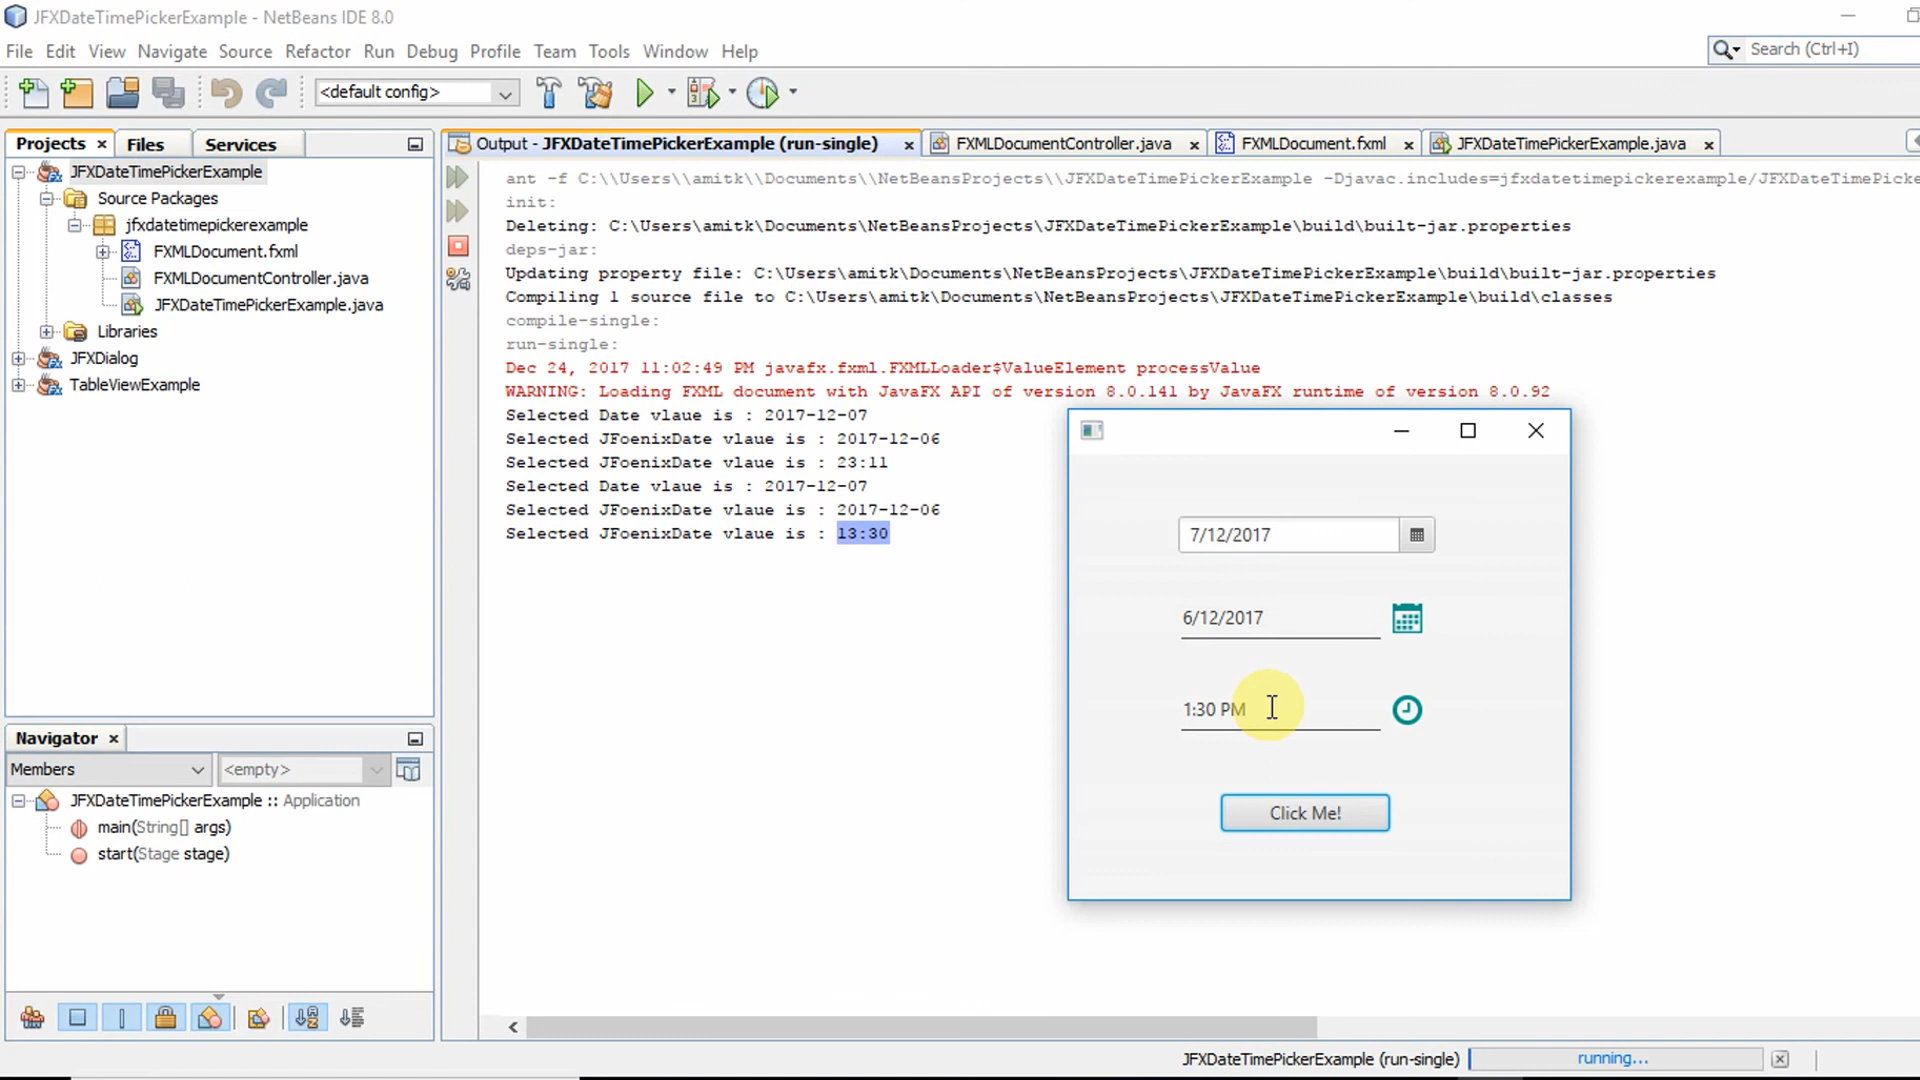 JFXDateTimePickerExample - NetBeans IDE 8.0
File Edit View Navigate Source Refactor Run Debug Profile Team Tools Window Help
Search (Ctrl+I)
<default config>
Projects Files Services
JFXDateTimePickerExample
Source Packages
jfxdatetimepickerexample
FXMLDocument.fxml
FXMLDocumentController.java
JFXDateTimePickerExample.java
Libraries
JFXDialog
TableViewExample
Navigator
Members
<empty>
JFXDateTimePickerExample :: Application
main(String[] args)
start(Stage stage)
Output - JFXDateTimePickerExample (run-single) FXMLDocumentController.java FXMLDocument.fxml JFXDateTimePickerExample.java
ant -f C:\\Users\\amitk\\Documents\\NetBeansProjects\\JFXDateTimePickerExample -Djavac.includes=jfxdatetimepickerexample/JFXDateTimePicke
init:
Deleting: C:\Users\amitk\Documents\NetBeansProjects\JFXDateTimePickerExample\build\built-jar.properties
deps-jar:
Updating property file: C:\Users\amitk\Documents\NetBeansProjects\JFXDateTimePickerExample\build\built-jar.properties
Compiling 1 source file to C:\Users\amitk\Documents\NetBeansProjects\JFXDateTimePickerExample\build\classes
compile-single:
run-single:
Dec 24, 2017 11:02:49 PM javafx.fxml.FXMLLoader$ValueElement processValue
WARNING: Loading FXML document with JavaFX API of version 8.0.141 by JavaFX runtime of version 8.0.92
Selected Date vlaue is : 2017-12-07
Selected JFoenixDate vlaue is : 2017-12-06
Selected JFoenixDate vlaue is : 23:11
Selected Date vlaue is : 2017-12-07
Selected JFoenixDate vlaue is : 2017-12-06
Selected JFoenixDate vlaue is : 13:30
7/12/2017
6/12/2017
1:30 PM
Click Me!
JFXDateTimePickerExample (run-single)
running...